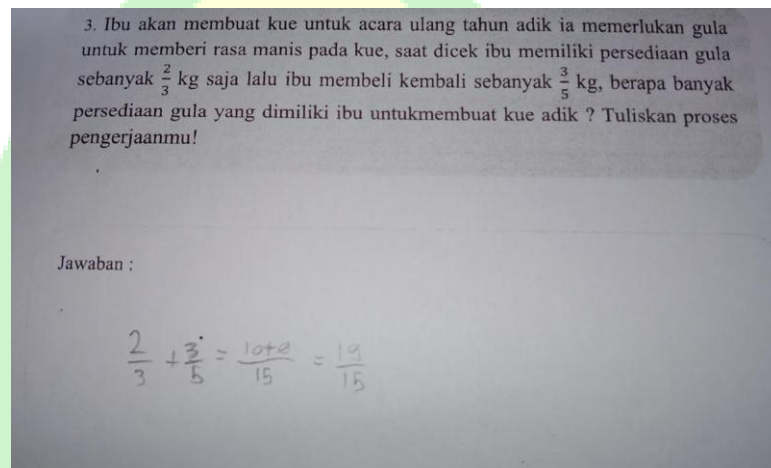 3. Ibu akan membuat kue untuk acara ulang tahun adik ia memerlukan gula
untuk memberi rasa manis pada kue, saat dicek ibu memiliki persediaan gula
sebanyak 2/3 kg saja lalu ibu membeli kembali sebanyak 3/5 kg, berapa banyak
persediaan gula yang dimiliki ibu untukmembuat kue adik ? Tuliskan proses
pengerjaanmu!
Jawaban :
2/3 + 3/5 = 10+9/15 = 19/15